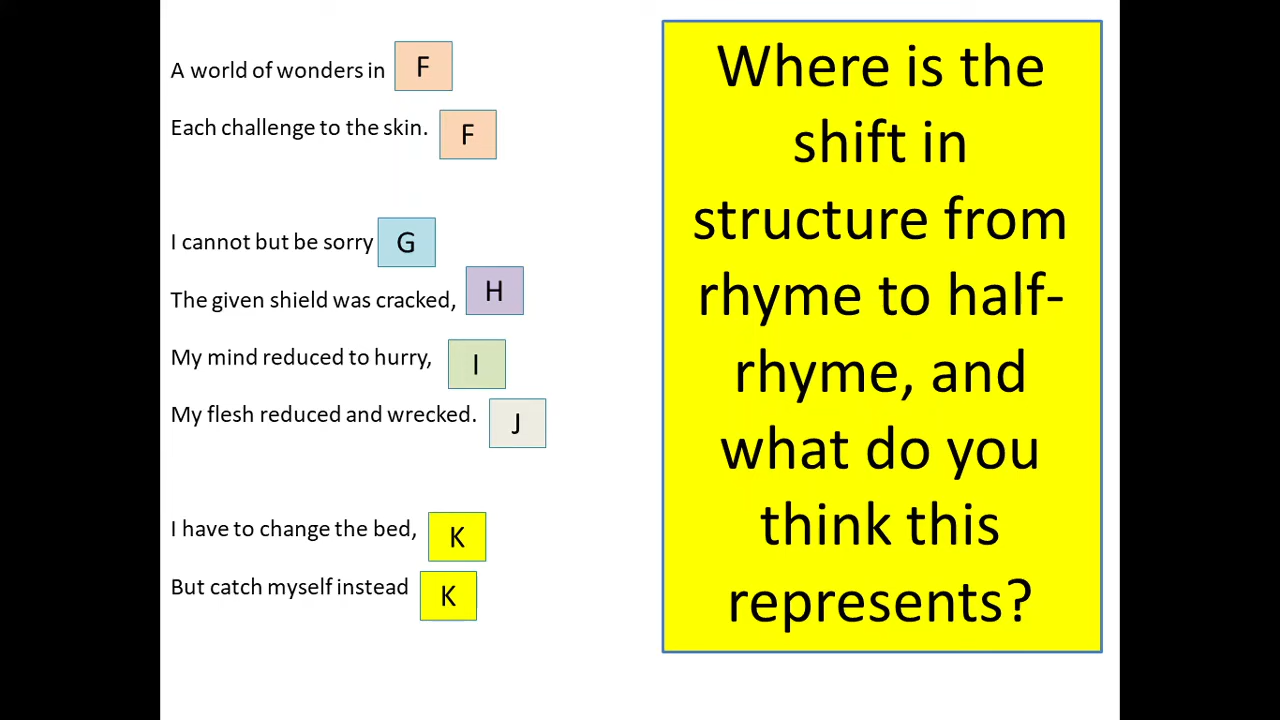 A world of wonders in F
Each challenge to the skin. F
I cannot but be sorry G
The given shield was cracked, H
My mind reduced to hurry, I
My flesh reduced and wrecked. J
I have to change the bed, K
But catch myself instead K
Where is the
shift in
structure from
rhyme to half-
rhyme, and
what do you
think this
represents?